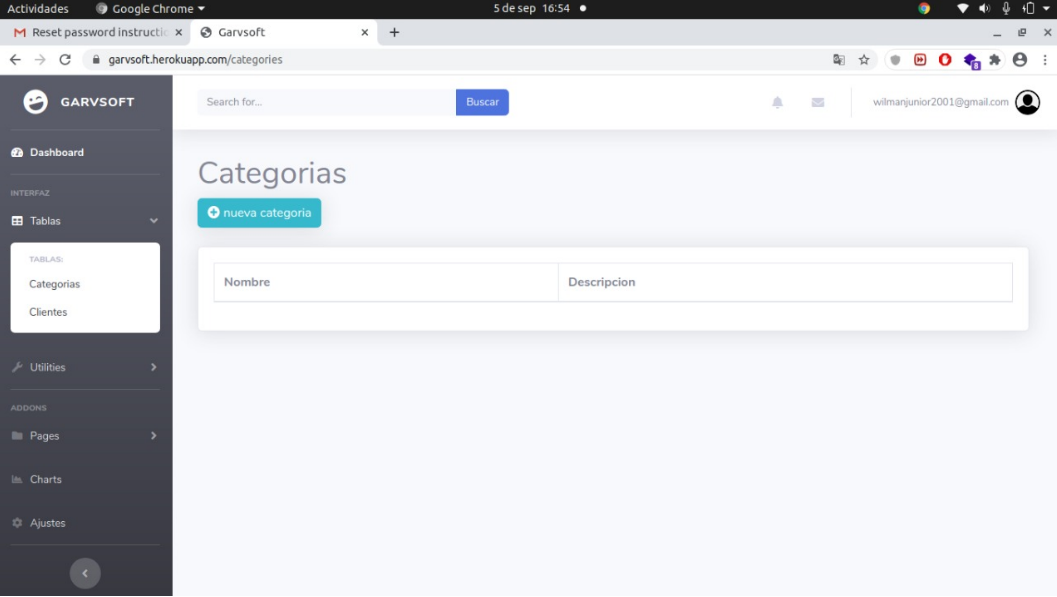 Actividades Google Chrome 5 de sep 16:54
Reset password instructic Garvsoft
garvsoft.herokuapp.com/categories
GARVSOFT
Search for... Buscar wilmanjunior2001@gmail.com
Dashboard
INTERFAZ
Tablas
TABLAS:
Categorias
Clientes
Utilities
ADDONS
Pages
Charts
Ajustes
Categorias
nueva categoria
Nombre Descripcion